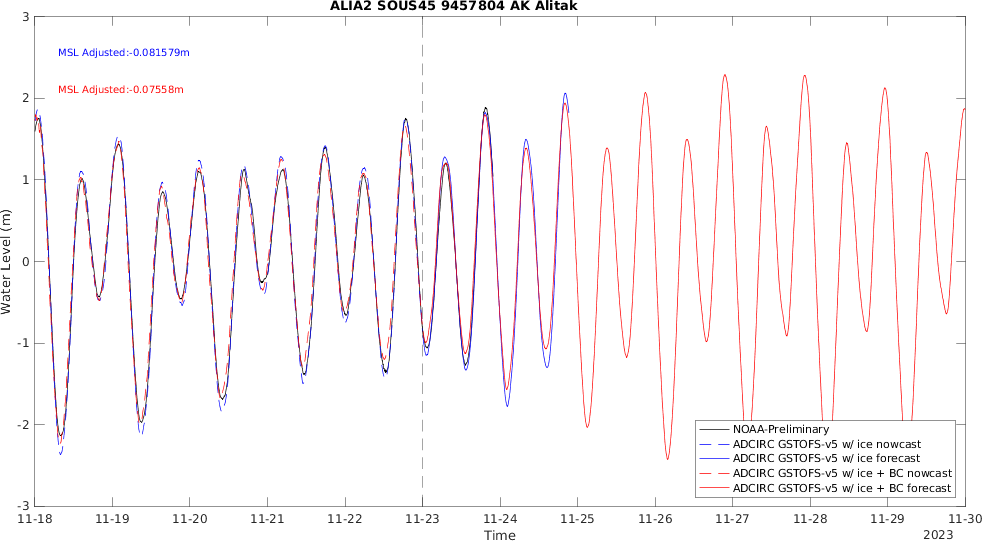 ALIA2 SOUS45 9457804 AK Alitak
MSL Adjusted:-0.081579m
MSL Adjusted:-0.07558m
Water Level (m)
3
2
1
0
-1
-2
-3
NOAA-Preliminary
ADCIRC GSTOFS-v5 w/ ice nowcast
ADCIRC GSTOFS-v5 w/ ice forecast
ADCIRC GSTOFS-v5 w/ ice + BC nowcast
ADCIRC GSTOFS-v5 w/ ice + BC forecast
11-18 11-19 11-20 11-21 11-22 11-23 11-24 11-25 11-26 11-27 11-28 11-29 11-30
Time
2023